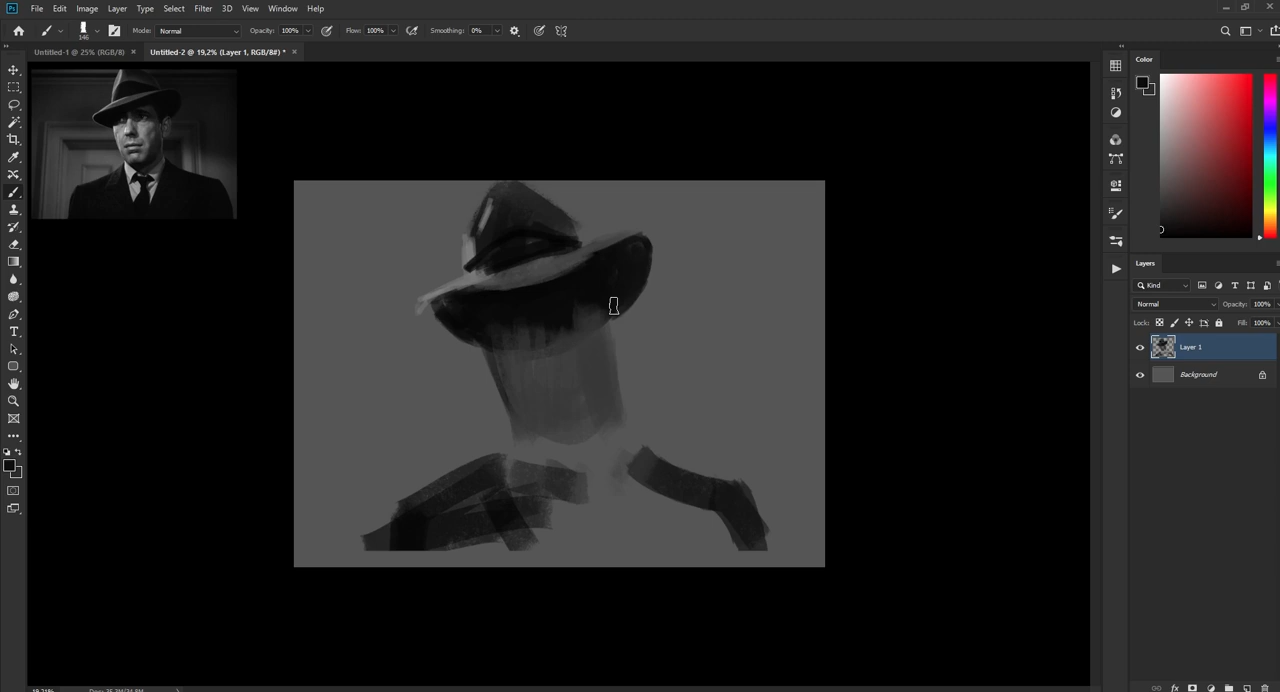 Ps File Edit Image Layer Type Select Filter 3D View Window Help
146 Mode: Normal Opacity: 100% Flow: 100% Smoothing: 0%
Untitled-1 @ 25% (RGB/8) × Untitled-2 @ 19,2% (Layer 1, RGB/8#) * ×
Color
Layers
Kind
Normal Opacity: 100%
Lock: Fill: 100%
Layer 1
Background